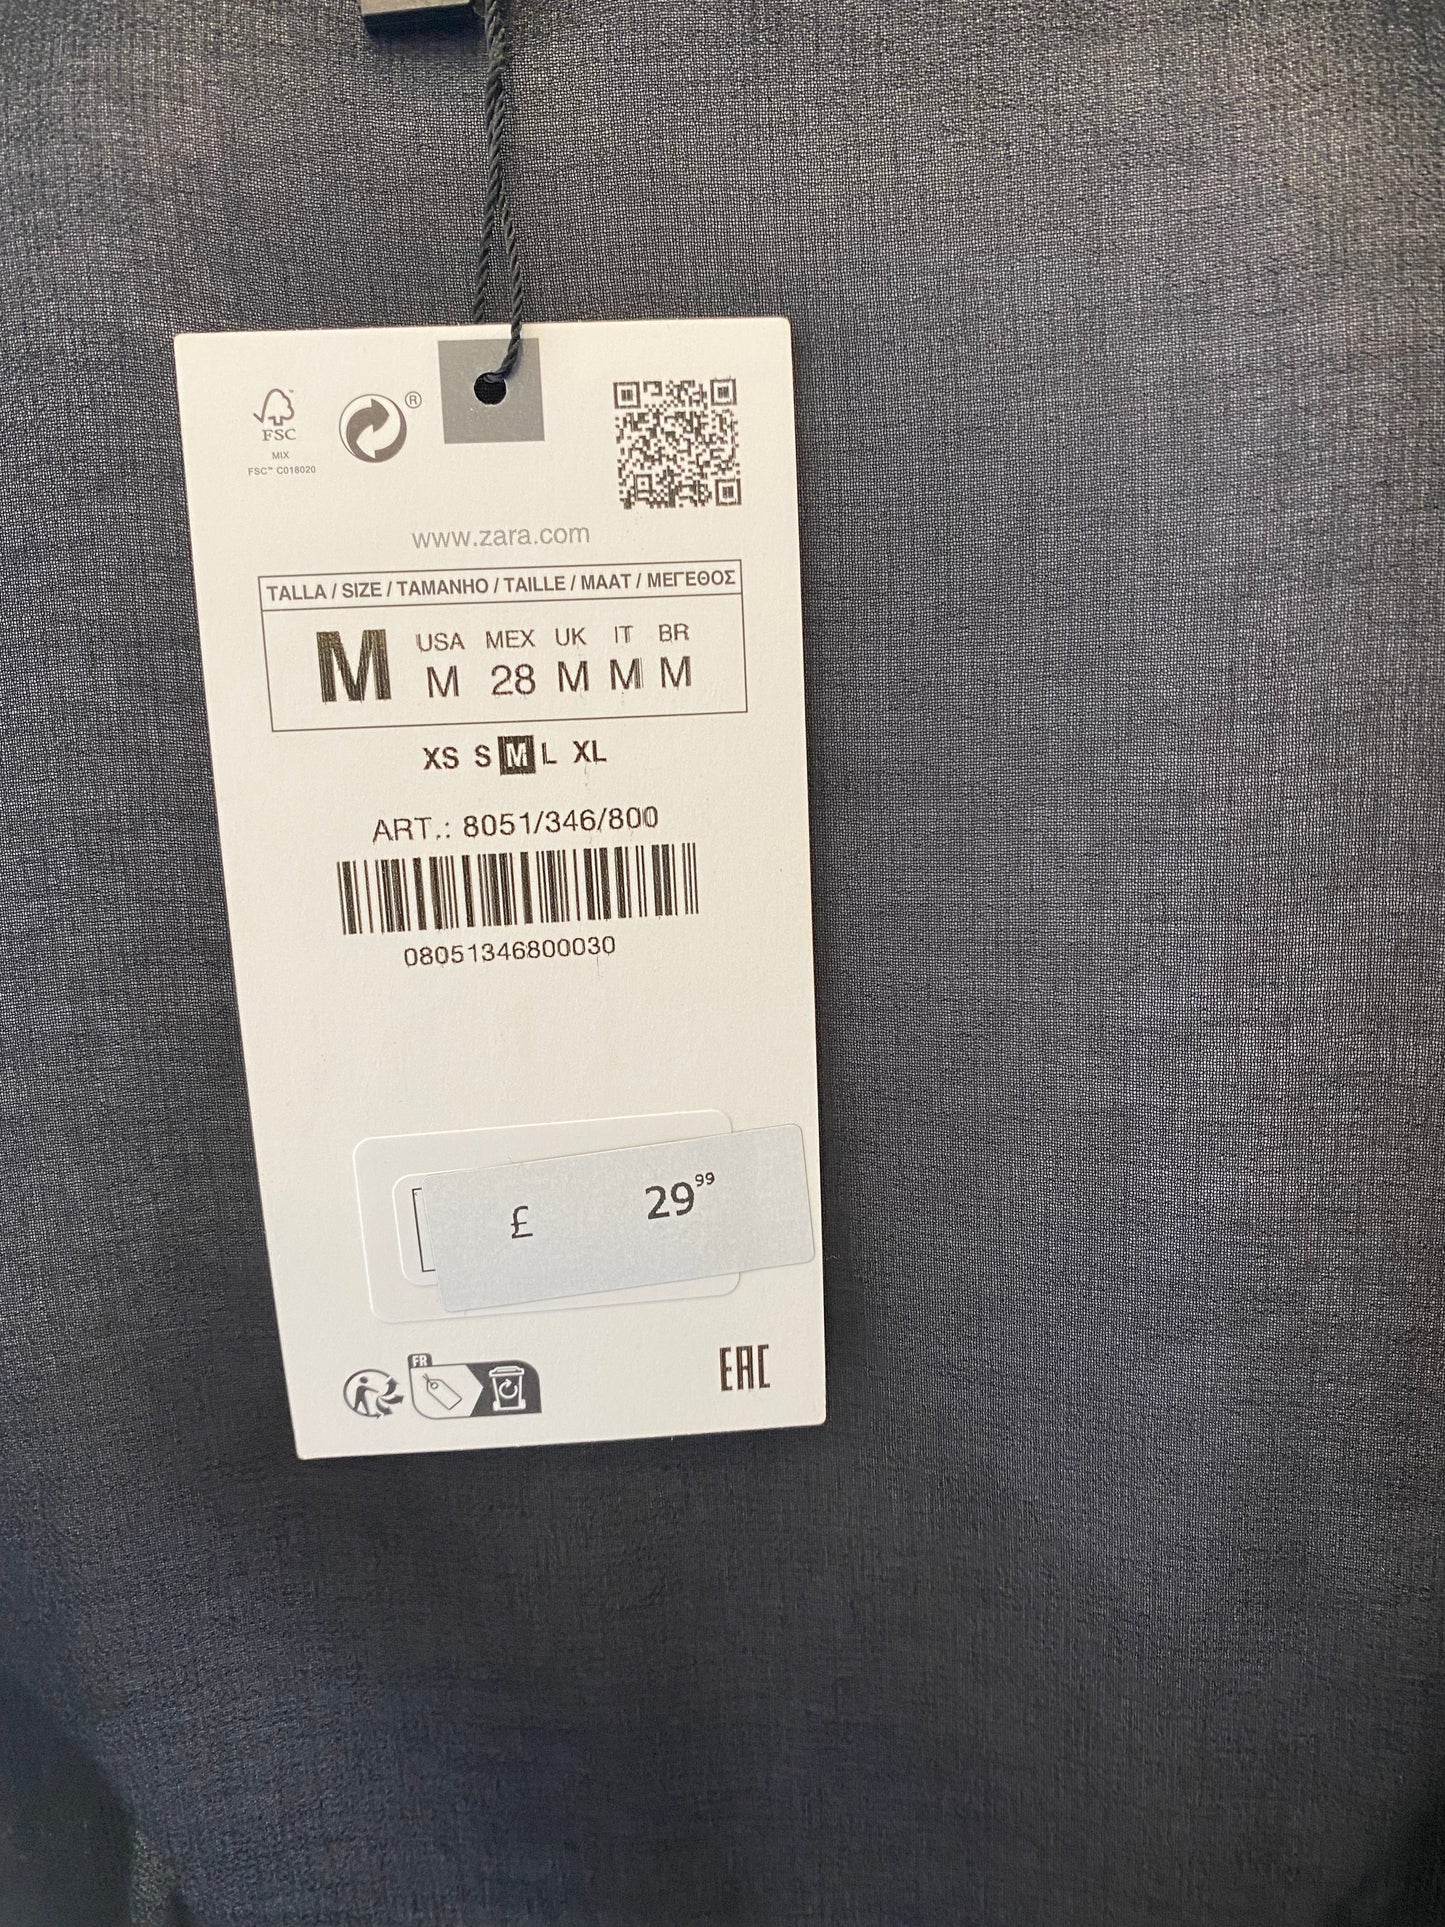 FSC
MIX
FSC™ C018020
®
www.zara.com
TALLA / SIZE / TAMANHO / TAILLE / MAAT / ΜΕΓΕΘΟΣ
M
USA MEX UK IT BR
M 28 M M M
XS S M L XL
ART.: 8051/346/800
08051346800030
£ 29⁹⁹
FR
EAC